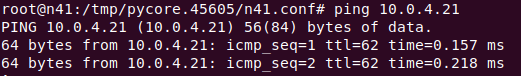 root@n41:/tmp/pycore.45605/n41.conf# ping 10.0.4.21
PING 10.0.4.21 (10.0.4.21) 56(84) bytes of data.
64 bytes from 10.0.4.21: icmp_seq=1 ttl=62 time=0.157 ms
64 bytes from 10.0.4.21: icmp_seq=2 ttl=62 time=0.218 ms